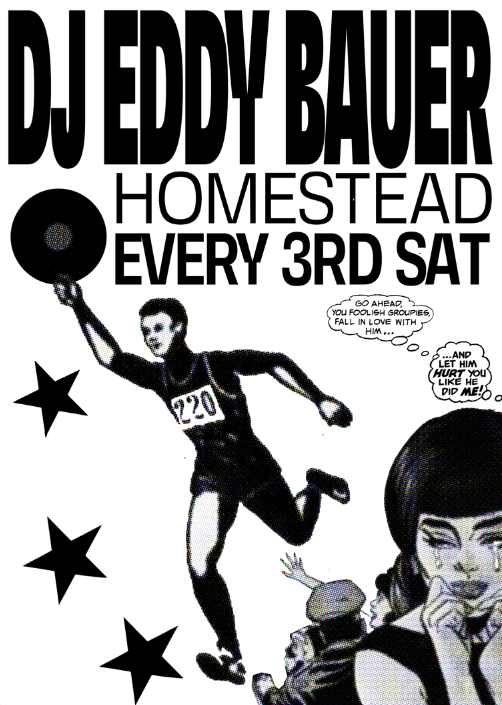 DJ EDDY BAUER
HOMESTEAD
EVERY 3RD SAT
GO AHEAD,
YOU FOOLISH GROUPIES,
FALL IN LOVE WITH
HIM...
...AND
LET HIM
HURT YOU
LIKE HE
DID ME!
220